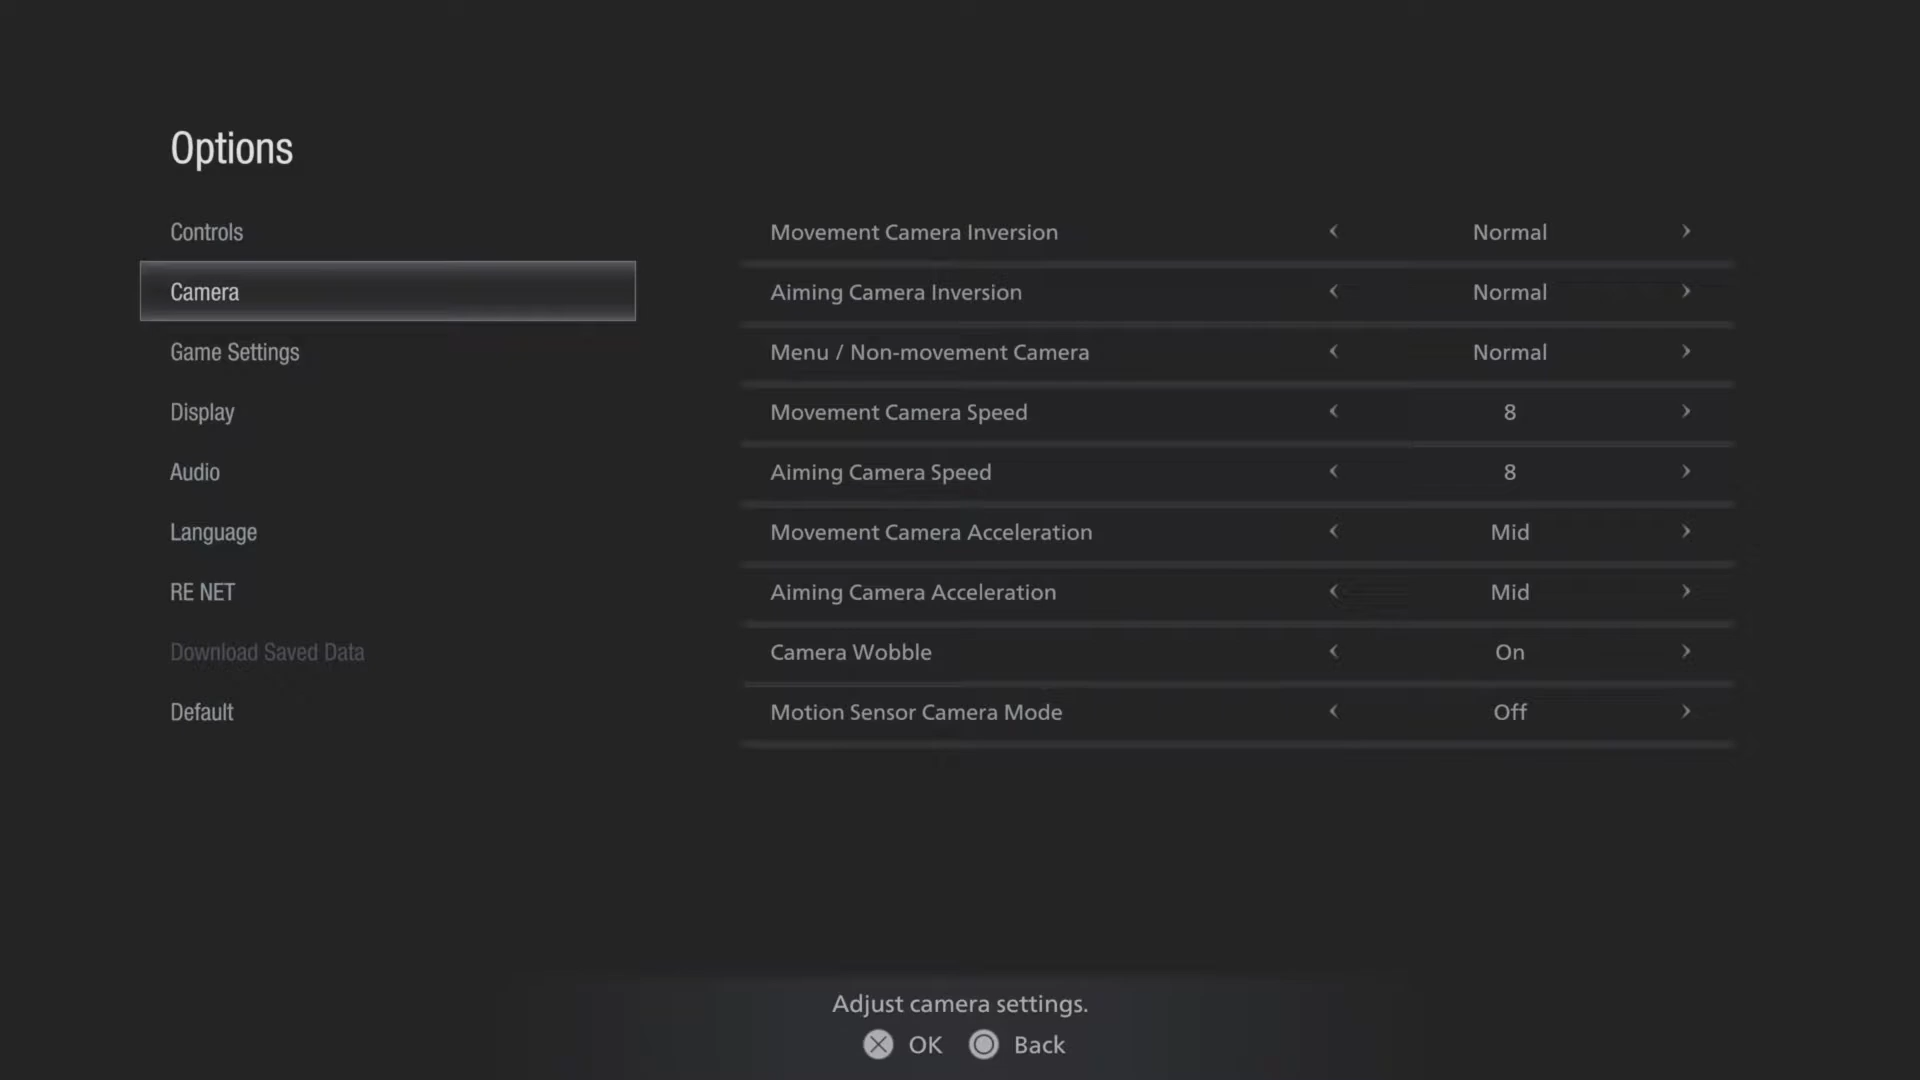 Options
Controls
Camera
Game Settings
Display
Audio
Language
RE NET
Download Saved Data
Default
Movement Camera Inversion Normal
Aiming Camera Inversion Normal
Menu / Non-movement Camera Normal
Movement Camera Speed 8
Aiming Camera Speed 8
Movement Camera Acceleration Mid
Aiming Camera Acceleration Mid
Camera Wobble On
Motion Sensor Camera Mode Off
Adjust camera settings.
OK Back